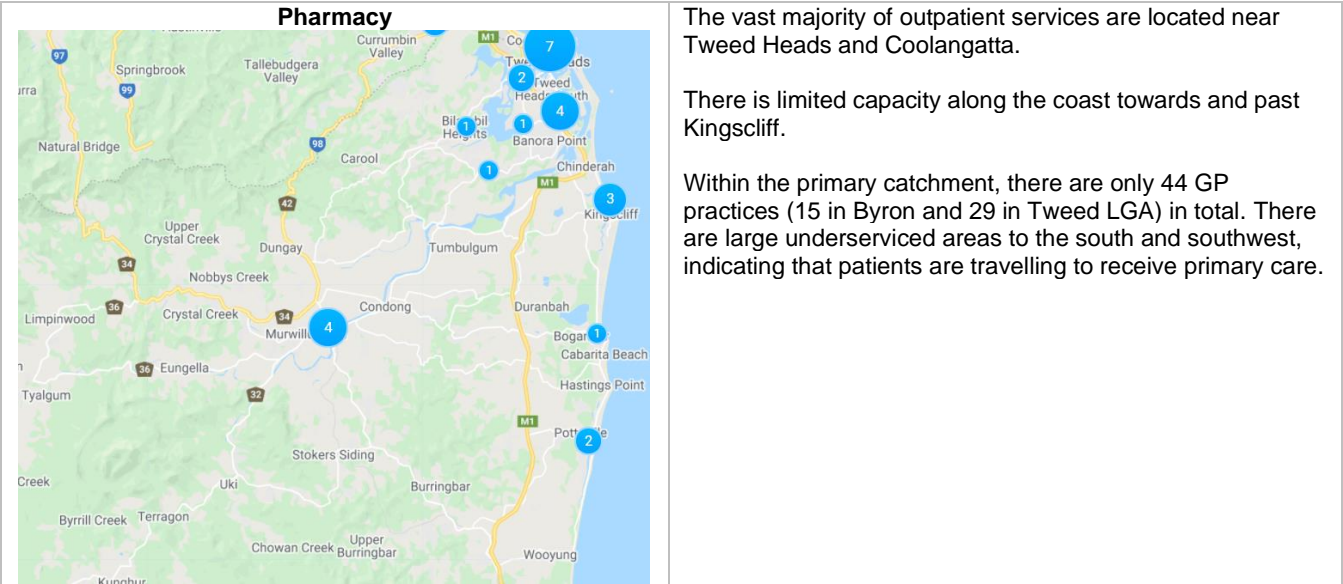 Pharmacy
Currumbin
Valley
M1
7
97
Springbrook
Tallebudgera
Valley
2
Tweed
99
4
1
1
Natural Bridge
98
Banora Point
Carool
1
Chinderah
M1
3
42
Upper
Crystal Creek
Dungay
Tumbulgum
34
Nobbys Creek
36
Condong
Duranbah
Limpinwood
Crystal Creek
34
4
1
Cabarita Beach
36
Eungella
Hastings Point
Tyalgum
32
M1
2
Stokers Siding
Creek
Uki
Burringbar
Byrrill Creek
Terragon
Chowan Creek
Upper
Burringbar
Wooyung
The vast majority of outpatient services are located near
Tweed Heads and Coolangatta.
There is limited capacity along the coast towards and past
Kingscliff.
Within the primary catchment, there are only 44 GP
practices (15 in Byron and 29 in Tweed LGA) in total. There
are large underserviced areas to the south and southwest,
indicating that patients are travelling to receive primary care.